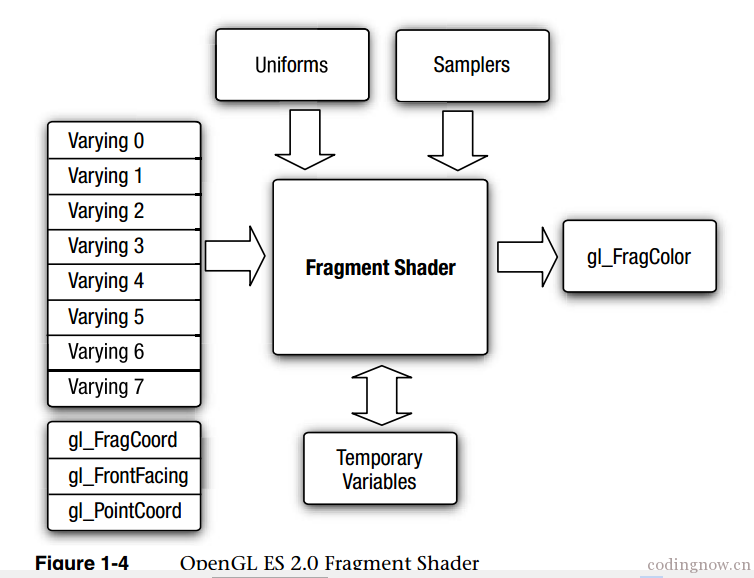 Uniforms
Samplers
Varying 0
Varying 1
Varying 2
Varying 3
Varying 4
Varying 5
Varying 6
Varying 7
Fragment Shader
gl_FragColor
gl_FragCoord
gl_FrontFacing
gl_PointCoord
Temporary
Variables
Figure 1-4 OpenGL ES 2.0 Fragment Shader
codingnow.cn